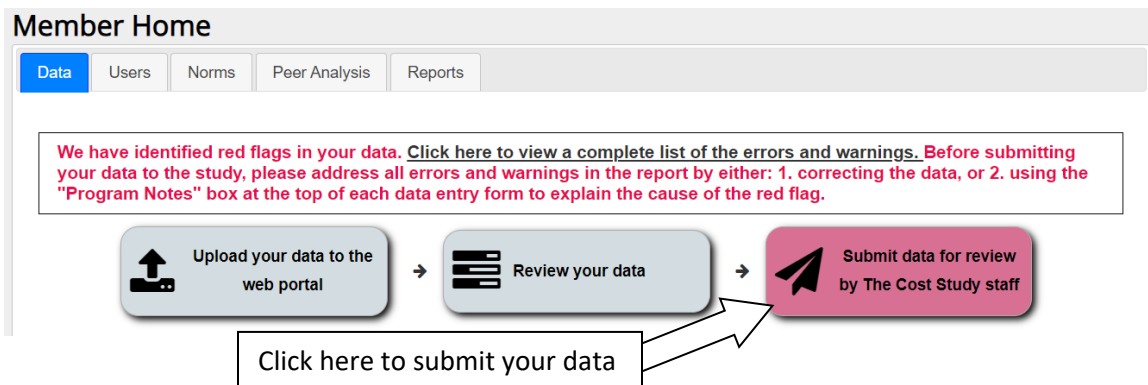 Member Home
Data Users Norms Peer Analysis Reports
We have identified red flags in your data. Click here to view a complete list of the errors and warnings. Before submitting
your data to the study, please address all errors and warnings in the report by either: 1. correcting the data, or 2. using the
"Program Notes" box at the top of each data entry form to explain the cause of the red flag.
Upload your data to the
web portal
Review your data
Submit data for review
by The Cost Study staff
Click here to submit your data